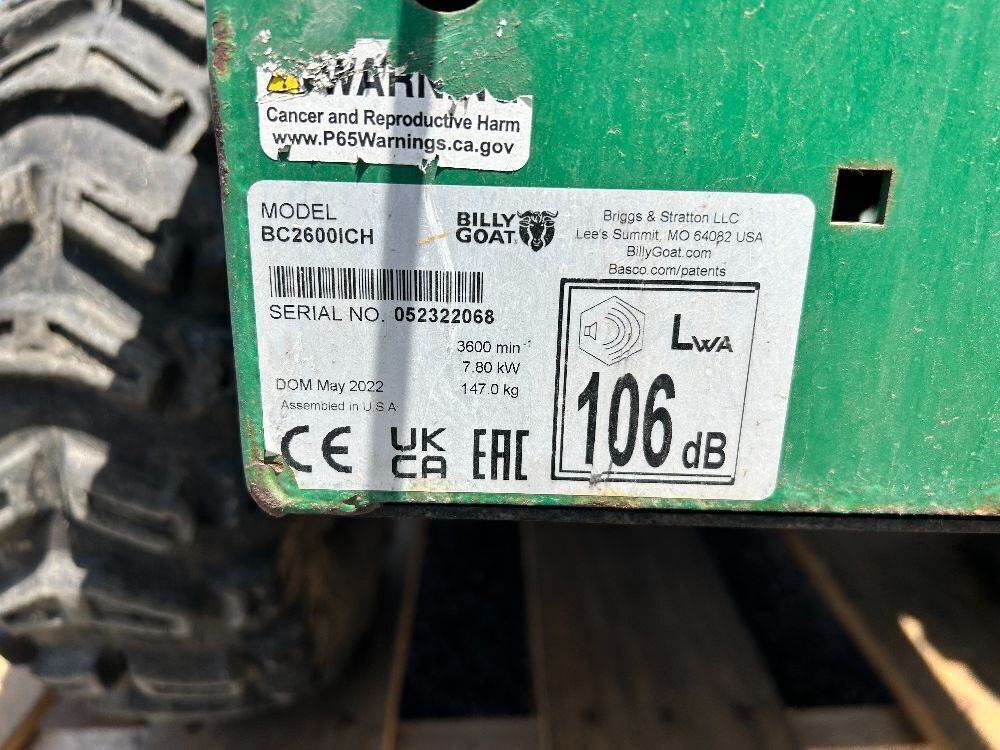 WARNING
Cancer and Reproductive Harm
www.P65Warnings.ca.gov
MODEL
BC2600ICH
BILLY
GOAT
Briggs & Stratton LLC
Lee's Summit, MO 64082 USA
BillyGoat.com
Basco.com/patents
SERIAL NO. 052322068
3600 min⁻¹
7.80 kW
147.0 kg
DOM May 2022
Assembled in U.S.A
CE
UK
CA
EAC
LWA
106 dB